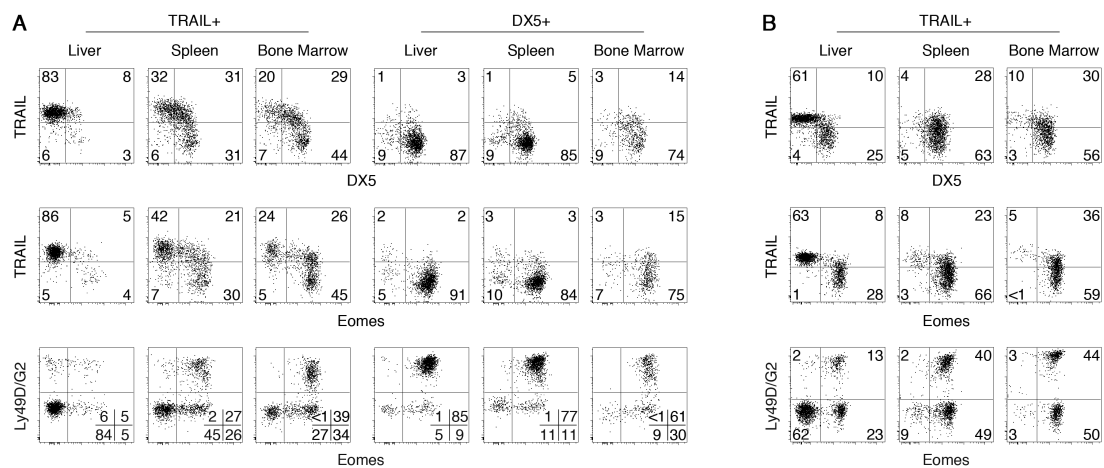 A
TRAIL+
DX5+
B
TRAIL+
Liver Spleen Bone Marrow Liver Spleen Bone Marrow
Liver Spleen Bone Marrow
TRAIL
83 8 32 31 20 29 1 3 1 5 3 14
6 3 6 31 7 44 9 87 9 85 9 74
DX5
TRAIL
61 10 4 28 10 30
4 25 5 63 3 56
DX5
TRAIL
86 5 42 21 24 26 2 2 3 3 3 15
5 4 7 30 5 45 5 91 10 84 7 75
Eomes
TRAIL
63 8 8 23 5 36
1 28 3 66 <1 59
Eomes
Ly49D/G2
6 5 2 27 <1 39 1 85 1 77 <1 61
84 5 45 26 27 34 5 9 11 11 9 30
Eomes
Ly49D/G2
2 13 2 40 3 44
62 23 9 49 3 50
Eomes